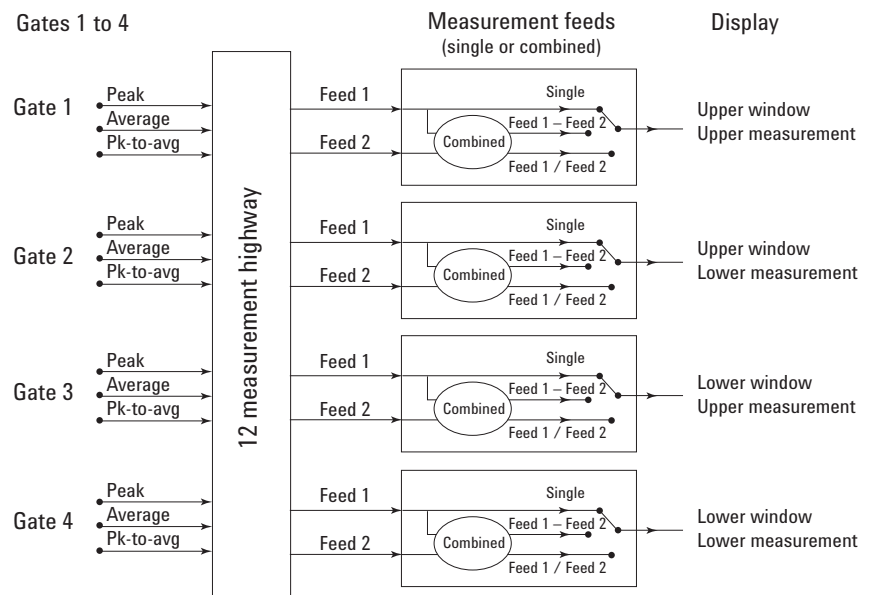 Gates 1 to 4
Measurement feeds
(single or combined)
Display
Gate 1
Peak
Average
Pk-to-avg
Gate 2
Peak
Average
Pk-to-avg
Gate 3
Peak
Average
Pk-to-avg
Gate 4
Peak
Average
Pk-to-avg
12 measurement highway
Feed 1
Feed 2
Single
Feed 1 – Feed 2
Combined
Feed 1 / Feed 2
Upper window
Upper measurement
Feed 1
Feed 2
Single
Feed 1 – Feed 2
Combined
Feed 1 / Feed 2
Upper window
Lower measurement
Feed 1
Feed 2
Single
Feed 1 – Feed 2
Combined
Feed 1 / Feed 2
Lower window
Upper measurement
Feed 1
Feed 2
Single
Feed 1 – Feed 2
Combined
Feed 1 / Feed 2
Lower window
Lower measurement